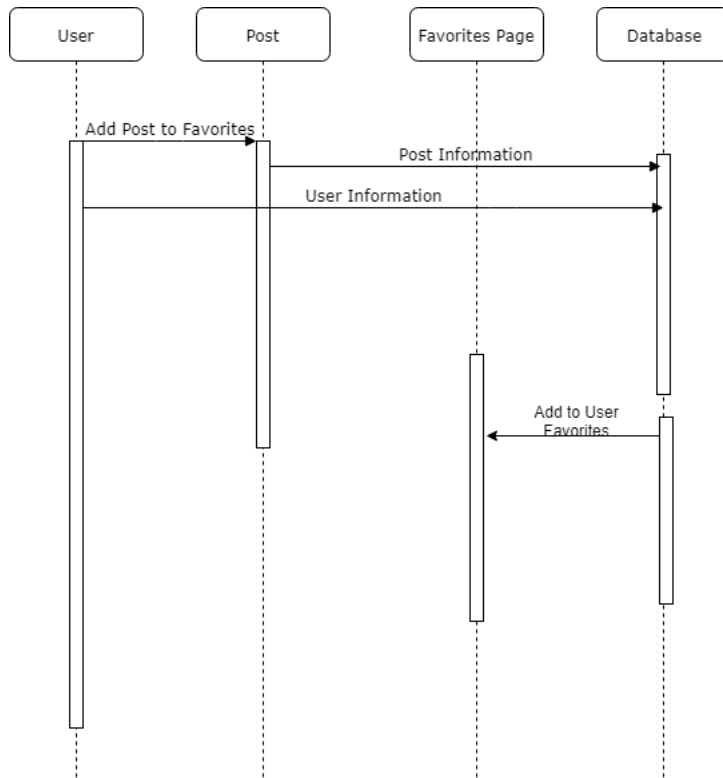 User
Post
Favorites Page
Database
Add Post to Favorites
Post Information
User Information
Add to User
Favorites